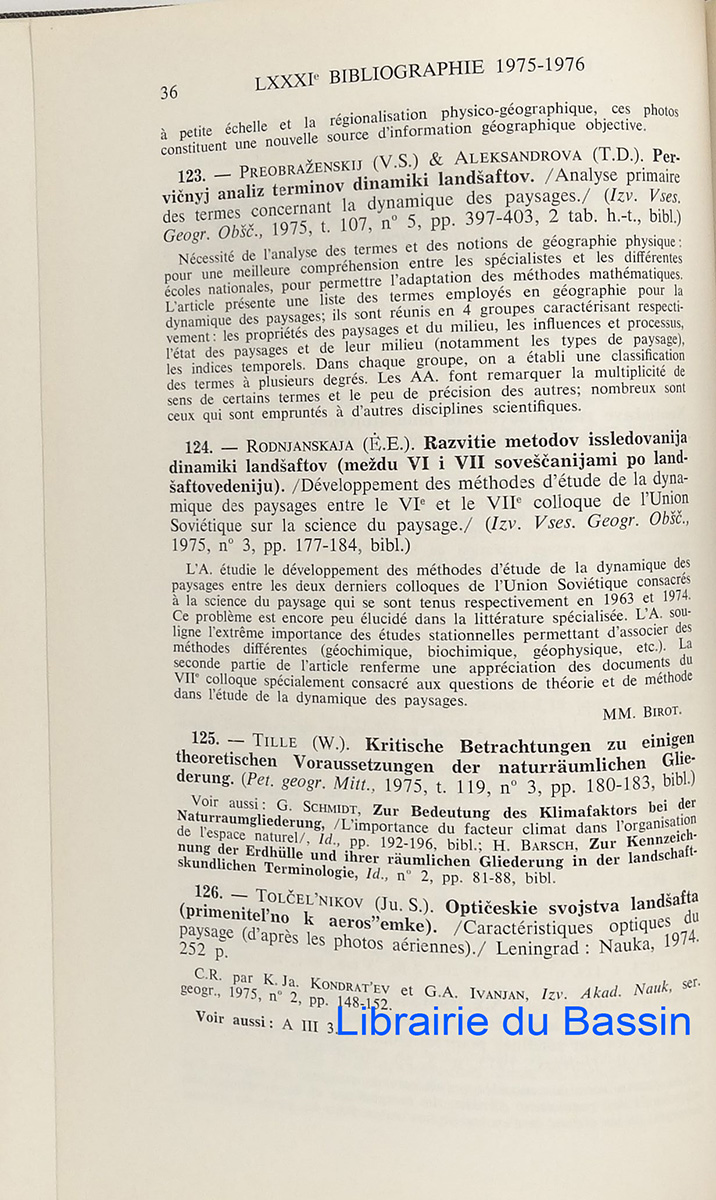 36
LXXXIe BIBLIOGRAPHIE 1975-1976
à petite échelle et la régionalisation physico-géographique, ces photos
constituent une nouvelle source d'information géographique objective.
123. — PREOBRAŽENSKIJ (V.S.) & ALEKSANDROVA (T.D.). Per-
vičnyj analiz terminov dinamiki landšaftov. /Analyse primaire
des termes concernant la dynamique des paysages./ (Izv. Vses.
Geogr. Obšč., 1975, t. 107, n° 5, pp. 397-403, 2 tab. h.-t., bibl.)
Nécessité de l'analyse des termes et des notions de géographie physique :
pour une meilleure compréhension entre les spécialistes et les différentes
écoles nationales, pour permettre l'adaptation des méthodes mathématiques.
L'article présente une liste des termes employés en géographie pour la
dynamique des paysages; ils sont réunis en 4 groupes caractérisant respecti-
vement : les propriétés des paysages et du milieu, les influences et processus,
l'état des paysages et de leur milieu (notamment les types de paysage),
les indices temporels. Dans chaque groupe, on a établi une classification
des termes à plusieurs degrés. Les AA. font remarquer la multiplicité de
sens de certains termes et le peu de précision des autres; nombreux sont
ceux qui sont empruntés à d'autres disciplines scientifiques.
124. — RODNJANSKAJA (Ė.E.). Razvitie metodov issledovanija
dinamiki landšaftov (meždu VI i VII soveščanijami po land-
šaftovedeniju). /Développement des méthodes d'étude de la dyna-
mique des paysages entre le VIe et le VIIe colloque de l'Union
Soviétique sur la science du paysage./ (Izv. Vses. Geogr. Obšč.,
1975, n° 3, pp. 177-184, bibl.)
L'A. étudie le développement des méthodes d'étude de la dynamique des
paysages entre les deux derniers colloques de l'Union Soviétique consacrés
à la science du paysage qui se sont tenus respectivement en 1963 et 1974.
Ce problème est encore peu élucidé dans la littérature spécialisée. L'A. sou-
ligne l'extrême importance des études stationnelles permettant d'associer des
méthodes différentes (géochimique, biochimique, géophysique, etc.). La
seconde partie de l'article renferme une appréciation des documents du
VIIe colloque spécialement consacré aux questions de théorie et de méthode
dans l'étude de la dynamique des paysages.
MM. BIROT.
125. — TILLE (W.). Kritische Betrachtungen zu einigen
theoretischen Voraussetzungen der naturräumlichen Glie-
derung. (Pet. geogr. Mitt., 1975, t. 119, n° 3, pp. 180-183, bibl.)
Voir aussi : G. SCHMIDT, Zur Bedeutung des Klimafaktors bei der
Naturraumgliederung, /L'importance du facteur climat dans l'organisation
de l'espace naturel/, Id., pp. 192-196, bibl.; H. BARSCH, Zur Kennzeich-
nung der Erdhülle und ihrer räumlichen Gliederung in der landschaft-
skundlichen Terminologie, Id., n° 2, pp. 81-88, bibl.
126. — TOLČEL'NIKOV (Ju. S.). Optičeskie svojstva landšafta
(primenitel'no k aeros"emke). /Caractéristiques optiques du
paysage (d'après les photos aériennes)./ Leningrad : Nauka, 1974.
252 p.
C.R. par K. Ja. KONDRAT'EV et G.A. IVANJAN, Izv. Akad. Nauk, ser.
geogr., 1975, n° 2, pp. 148-152.
Voir aussi : A III 3.
Librairie du Bassin